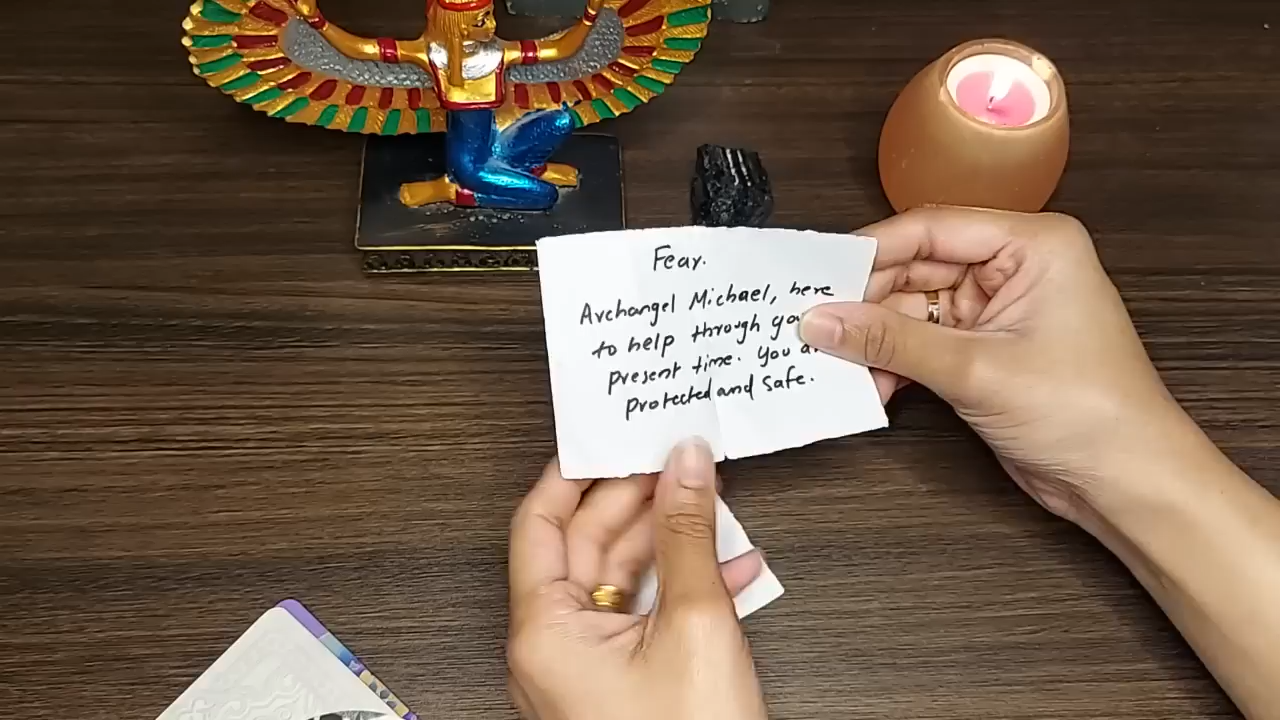 Fear.
Archangel Michael, here
to help through
present time. You
Protected and safe.